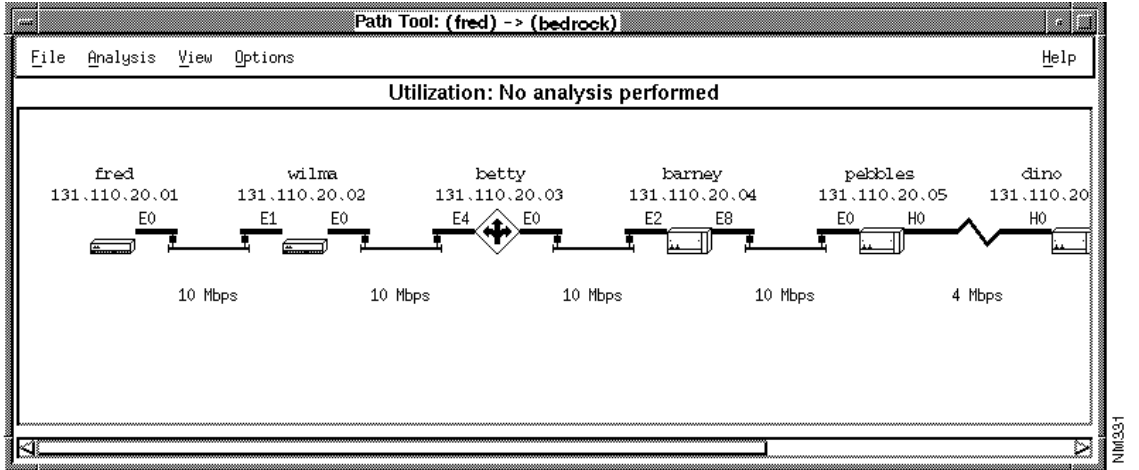 Path Tool: (fred) -> (bedrock)
File Analysis View Options Help
Utilization: No analysis performed
fred wilma betty barney pebbles dino
131.110.20.01 131.110.20.02 131.110.20.03 131.110.20.04 131.110.20.05 131.110.20
E0 E1 E0 E4 E0 E2 E8 E0 H0 H0
10 Mbps 10 Mbps 10 Mbps 10 Mbps 4 Mbps
NM331